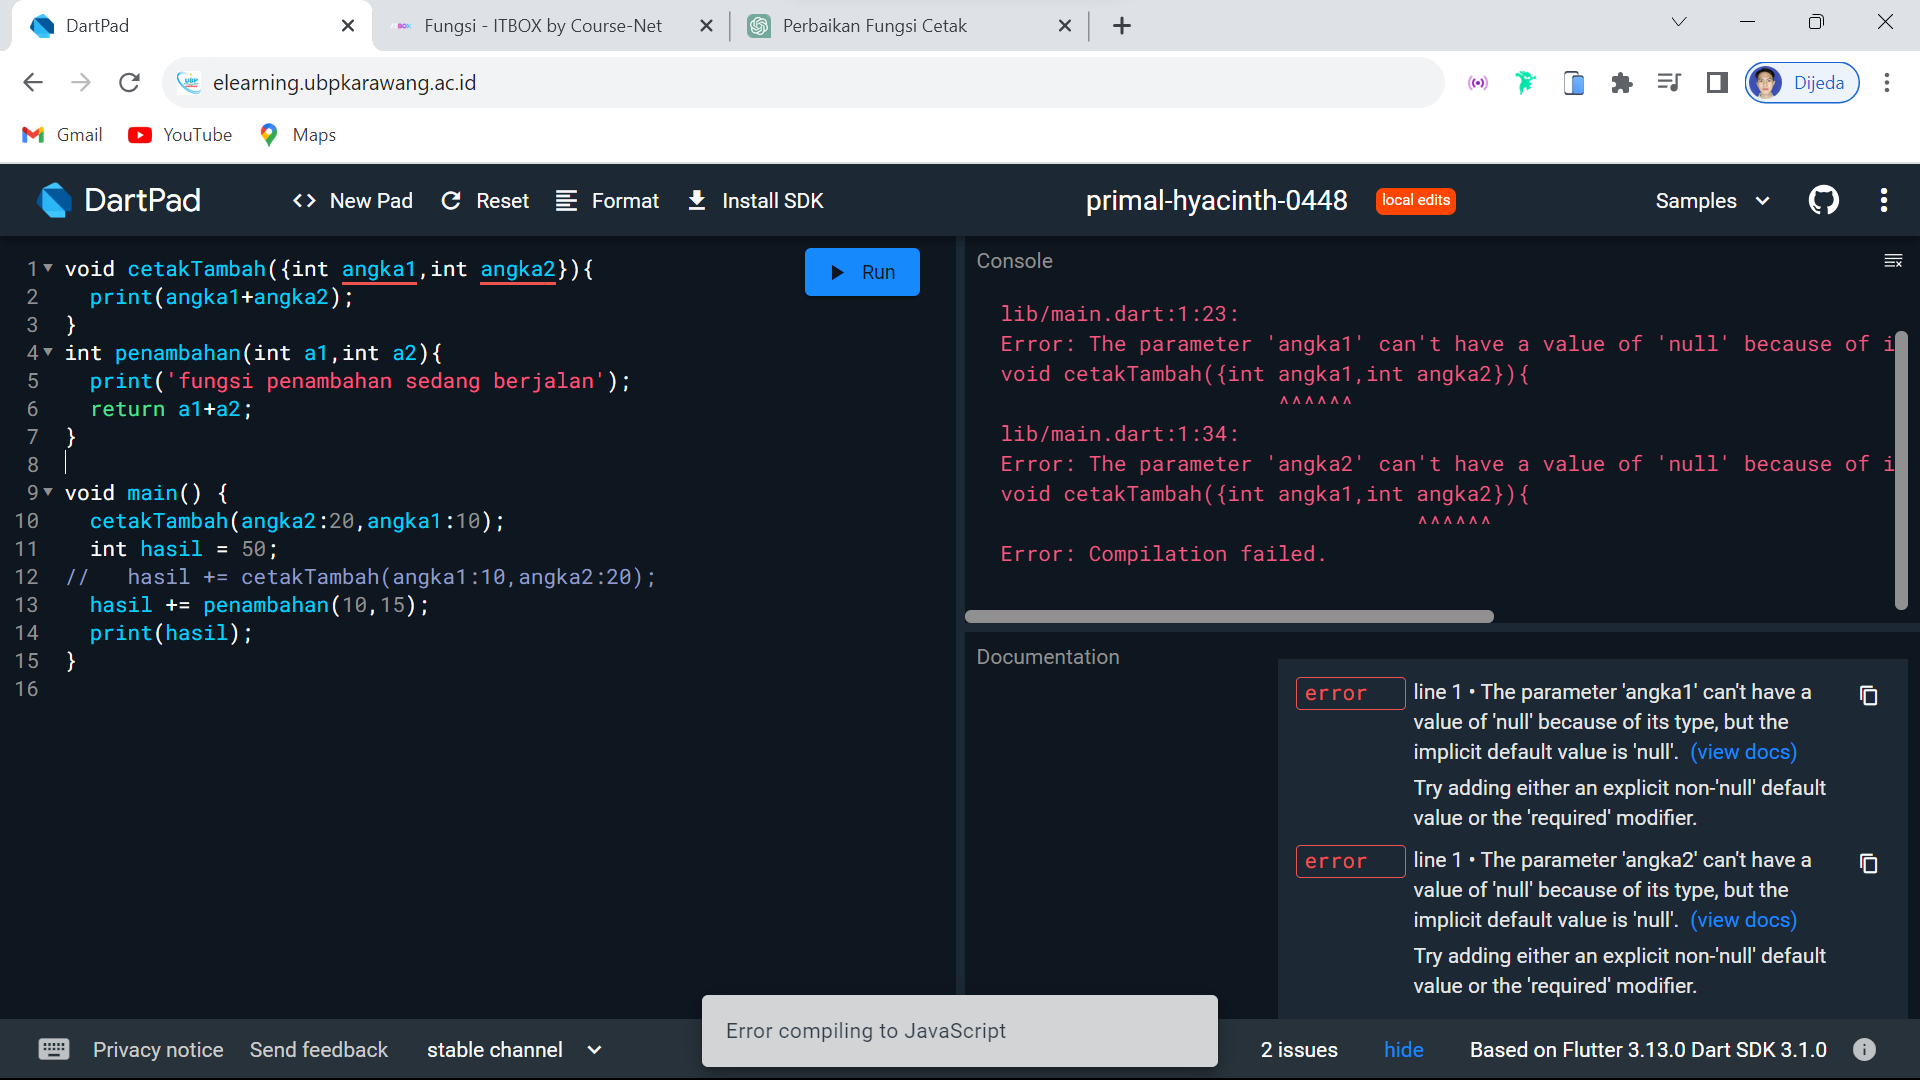 DartPad
Fungsi - ITBOX by Course-Net
Perbaikan Fungsi Cetak
elearning.ubpkarawang.ac.id
Dijeda
Gmail
YouTube
Maps
DartPad
<> New Pad
Reset
Format
Install SDK
primal-hyacinth-0448
local edits
Samples
1 void cetakTambah({int angka1,int angka2}){
2   print(angka1+angka2);
3 }
4 int penambahan(int a1,int a2){
5   print('fungsi penambahan sedang berjalan');
6   return a1+a2;
7 }
8
9 void main() {
10   cetakTambah(angka2:20,angka1:10);
11   int hasil = 50;
12 //   hasil += cetakTambah(angka1:10,angka2:20);
13   hasil += penambahan(10,15);
14   print(hasil);
15 }
16
Run
Console
lib/main.dart:1:23:
Error: The parameter 'angka1' can't have a value of 'null' because of i
void cetakTambah({int angka1,int angka2}){
^^^^^^
lib/main.dart:1:34:
Error: The parameter 'angka2' can't have a value of 'null' because of i
void cetakTambah({int angka1,int angka2}){
^^^^^^
Error: Compilation failed.
Documentation
error
line 1 • The parameter 'angka1' can't have a
value of 'null' because of its type, but the
implicit default value is 'null'. (view docs)
Try adding either an explicit non-'null' default
value or the 'required' modifier.
error
line 1 • The parameter 'angka2' can't have a
value of 'null' because of its type, but the
implicit default value is 'null'. (view docs)
Try adding either an explicit non-'null' default
value or the 'required' modifier.
Privacy notice
Send feedback
stable channel
Error compiling to JavaScript
2 issues
hide
Based on Flutter 3.13.0 Dart SDK 3.1.0